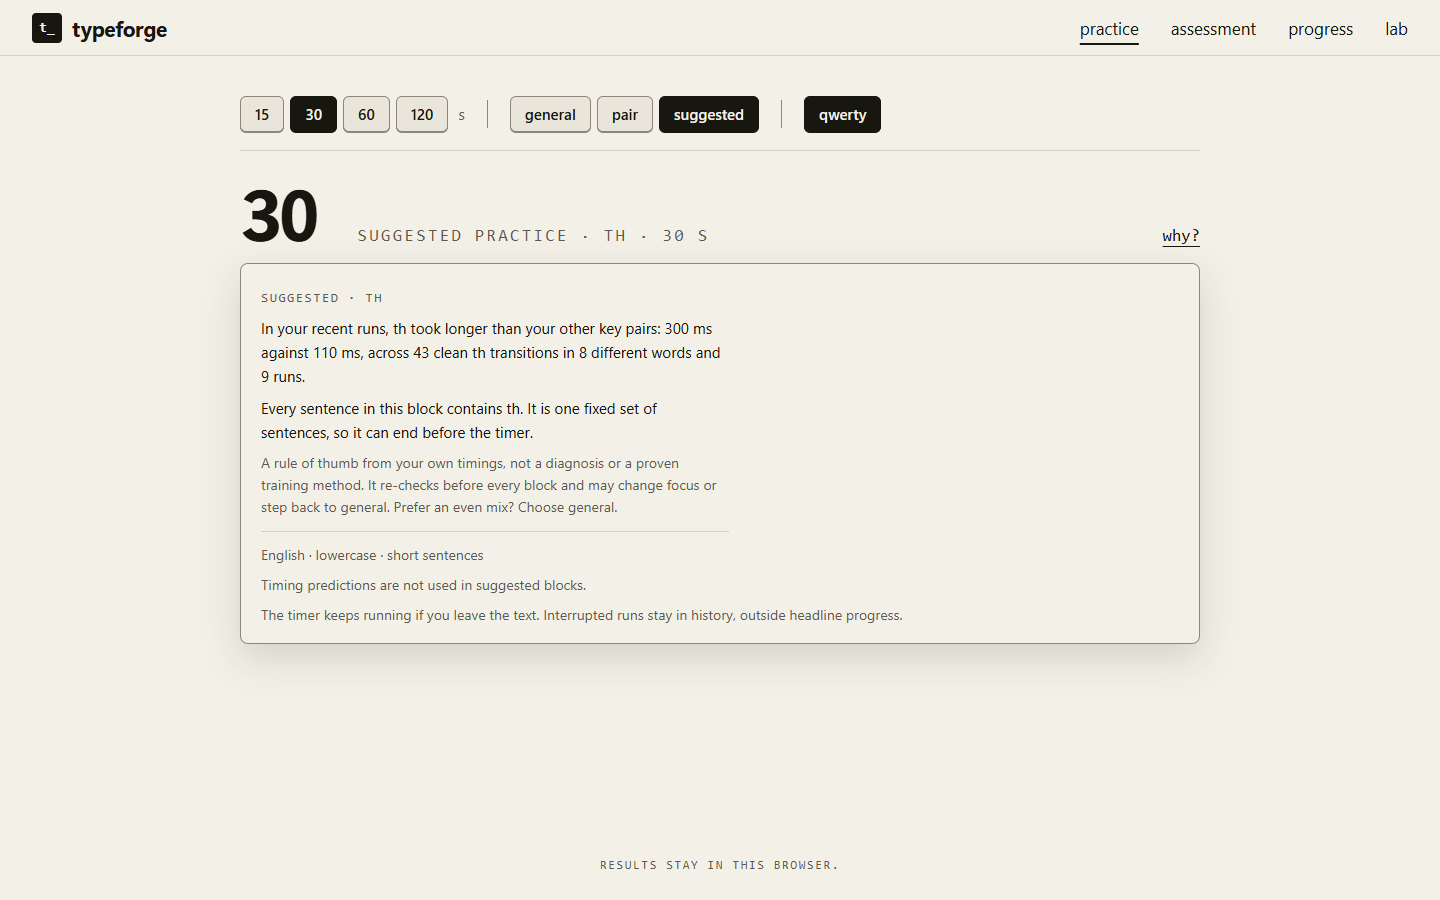 t_ typeforge
practice assessment progress lab
15 30 60 120 s general pair suggested qwerty
30 SUGGESTED PRACTICE · TH · 30 S why?
SUGGESTED · TH
In your recent runs, th took longer than your other key pairs: 300 ms
against 110 ms, across 43 clean th transitions in 8 different words and
9 runs.
Every sentence in this block contains th. It is one fixed set of
sentences, so it can end before the timer.
A rule of thumb from your own timings, not a diagnosis or a proven
training method. It re-checks before every block and may change focus or
step back to general. Prefer an even mix? Choose general.
English · lowercase · short sentences
Timing predictions are not used in suggested blocks.
The timer keeps running if you leave the text. Interrupted runs stay in history, outside headline progress.
RESULTS STAY IN THIS BROWSER.